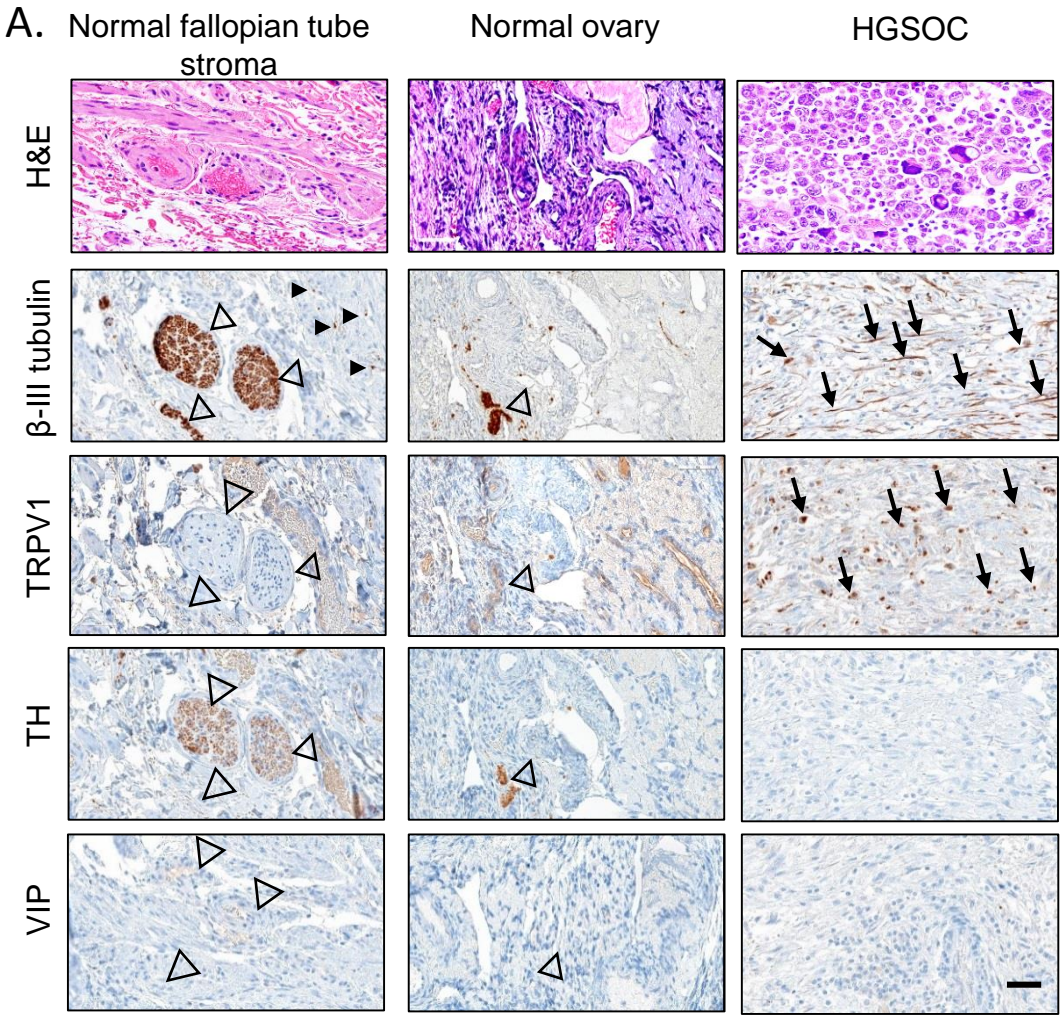 A. Normal fallopian tube
stroma
Normal ovary
HGSOC
H&E
β-III tubulin
TRPV1
TH
VIP